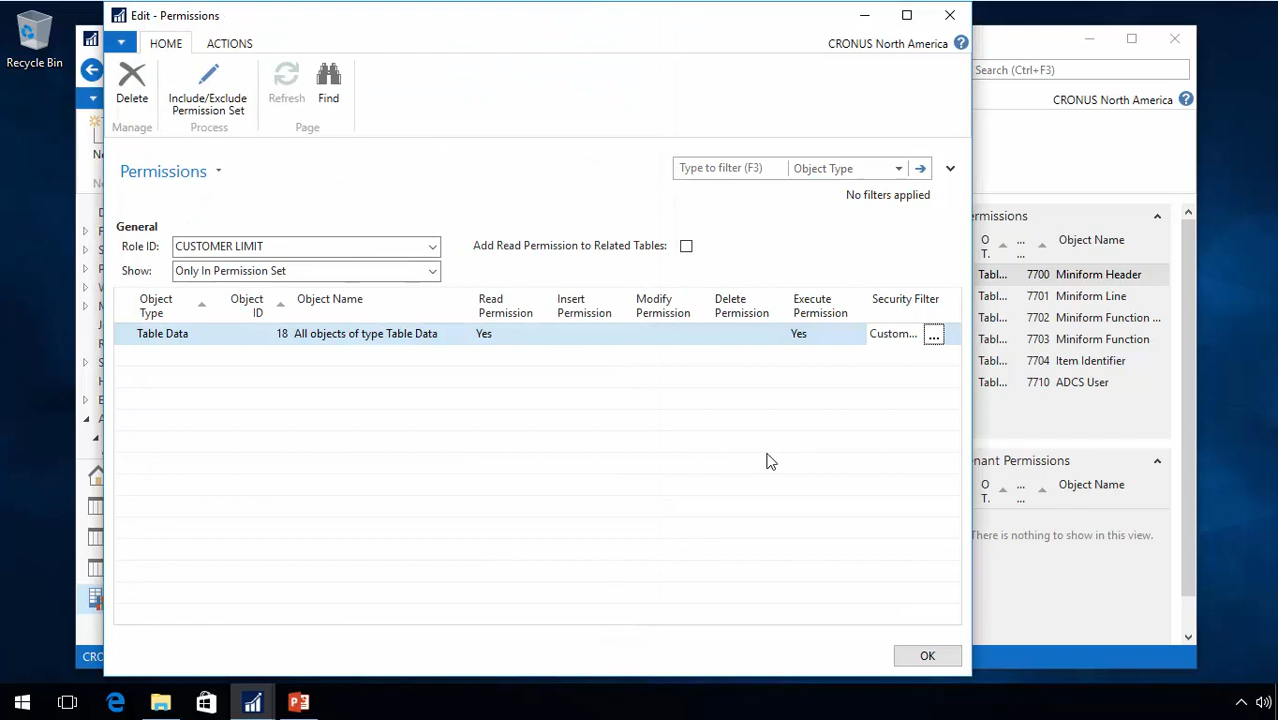 Recycle Bin
Edit - Permissions
HOME
ACTIONS
CRONUS North America
Delete
Include/Exclude
Permission Set
Refresh
Find
Manage
Process
Page
Permissions
Type to filter (F3)
Object Type
No filters applied
General
Role ID:
CUSTOMER LIMIT
Add Read Permission to Related Tables:
Show:
Only In Permission Set
Object
Type
Object
ID
Object Name
Read
Permission
Insert
Permission
Modify
Permission
Delete
Permission
Execute
Permission
Security Filter
Table Data
18
All objects of type Table Data
Yes
Yes
Custom...
...
OK
Search (Ctrl+F3)
CRONUS North America
ermissions
O
T.
...
...
Object Name
Tabl...
7700
Miniform Header
Tabl...
7701
Miniform Line
Tabl...
7702
Miniform Function ...
Tabl...
7703
Miniform Function
Tabl...
7704
Item Identifier
Tabl...
7710
ADCS User
nant Permissions
O
T.
...
...
Object Name
There is nothing to show in this view.
CRO